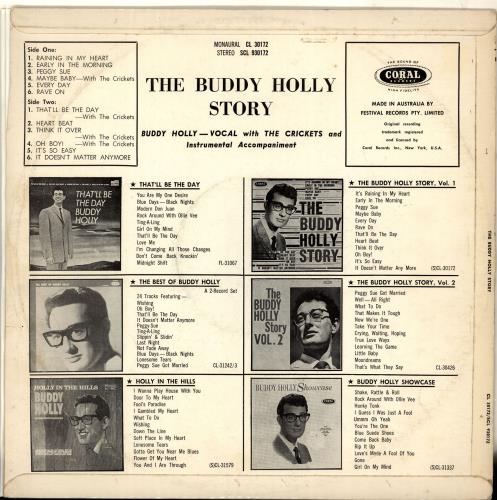 Side One:
1. RAINING IN MY HEART
2. EARLY IN THE MORNING
3. PEGGY SUE
4. MAYBE BABY—With The Crickets
5. EVERY DAY
6. RAVE ON
Side Two:
1. THAT'LL BE THE DAY
—With The Crickets
2. HEART BEAT
3. THINK IT OVER
—With The Crickets
4. OH BOY! —With The Crickets
5. IT'S SO EASY
6. IT DOESN'T MATTER ANYMORE
MONAURAL CL 30172
STEREO SCL 930172
THE BUDDY HOLLY
STORY
BUDDY HOLLY—VOCAL with THE CRICKETS and
Instrumental Accompaniment
THE SOUND OF
CORAL
HIGH FIDELITY
MADE IN AUSTRALIA BY
FESTIVAL RECORDS PTY. LIMITED
Original recording
trademark registered
and licensed by
Coral Records Inc., New York, U.S.A.
THAT'LL BE
THE DAY
BUDDY
HOLLY
★ THAT'LL BE THE DAY
You Are My One Desire
Blue Days—Black Nights
Modern Don Juan
Rock Around With Ollie Vee
Ting-A-Ling
Girl On My Mind
That'll Be The Day
Love Me
I'm Changing All Those Changes
Don't Come Back Knockin'
Midnight Shift
THE
BUDDY
HOLLY
STORY
★ THE BUDDY HOLLY STORY, Vol. 1
It's Raining In My Heart
Early In The Morning
Peggy Sue
Maybe Baby
Every Day
Rave On
That'll Be The Day
Heart Beat
Think It Over
Oh Boy!
It's So Easy
It Doesn't Matter Any More
(S)CL-30172
★ THE BEST OF BUDDY HOLLY
A 2-Record Set
24 Tracks Featuring—
Wishing
Oh Boy!
That'll Be The Day
It Doesn't Matter Anymore
Peggy-Sue
Ting-A-Ling
Slippin' & Slidin'
Last Night
Not Fade Away
Blue Days—Black Nights
Lonesome Tears
Peggy Sue Got Married
CL-31242/3
The BUDDY
HOLLY
Story
VOL. 2
★ THE BUDDY HOLLY STORY, Vol. 2
Peggy Sue Got Married
Well—All Right
What To Do
That Makes It Tough
Now We're One
Take Your Time
Crying, Waiting, Hoping
True Love Ways
Learning The Game
Little Baby
Moondreams
That's What They Say
CL-30426
HOLLY IN THE HILLS
BUDDY
HOLLY
★ HOLLY IN THE HILLS
I Wanna Play House With You
Door To My Heart
Fool's Paradise
I Gambled My Heart
What To Do
Wishing
Down The Line
Soft Place In My Heart
Lonesome Tears
Gotta Get You Near Me Blues
Flower Of My Heart
You And I Are Through
(S)CL-31579
BUDDY HOLLY Showcase
★ BUDDY HOLLY SHOWCASE
Shake, Rattle & Roll
Rock Around With Ollie Vee
Honky Tonk
I Guess I Was Just A Fool
Ummm Oh Yeah
You're The One
Blue Suede Shoes
Come Back Baby
Rip It Up
Love's Made A Fool Of You
Gone
Girl On My Mind
(S)CL-31337
THE BUDDY HOLLY STORY
CL 30172/SCL 930172